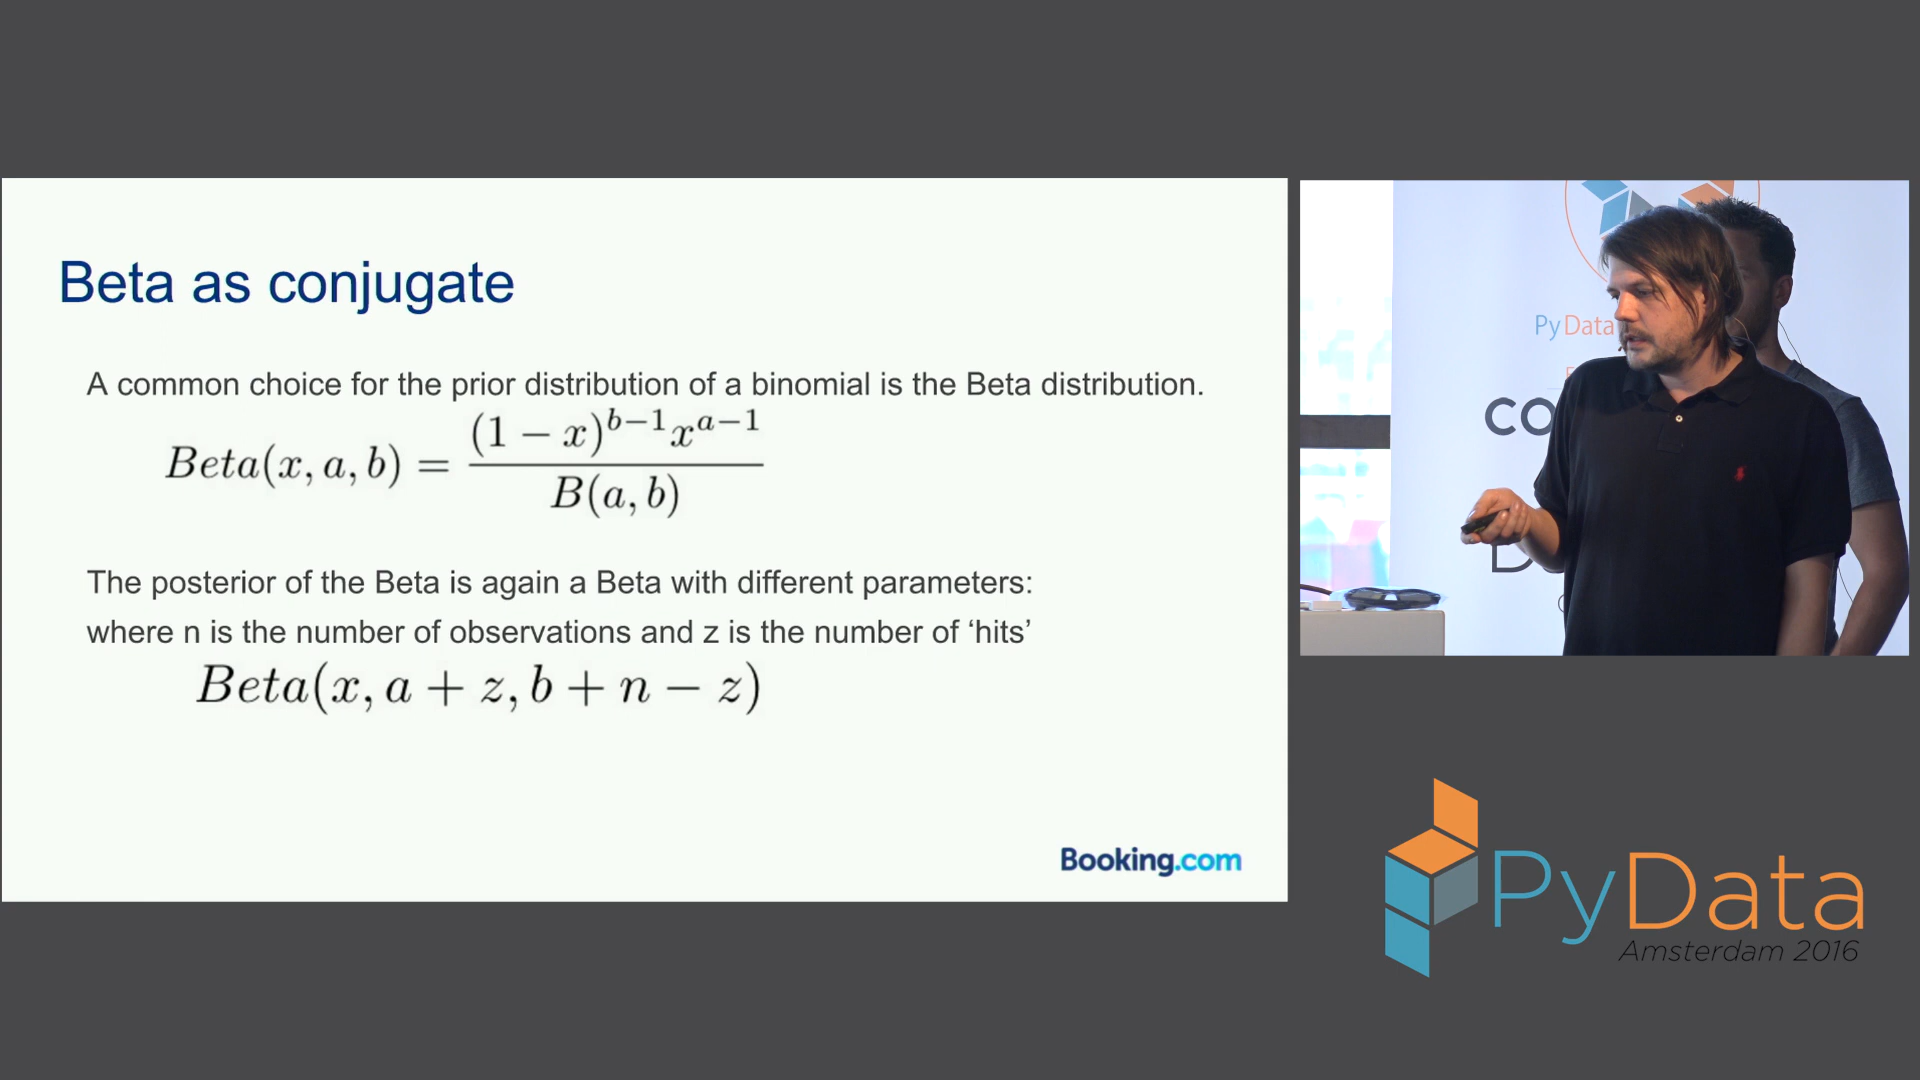 Beta as conjugate
A common choice for the prior distribution of a binomial is the Beta distribution.
Beta(x, a, b) = (1 − x)^{b−1}x^{a−1} / B(a, b)
The posterior of the Beta is again a Beta with different parameters:
where n is the number of observations and z is the number of ‘hits’
Beta(x, a + z, b + n − z)
Booking.com
PyData
CO
PyData
Amsterdam 2016